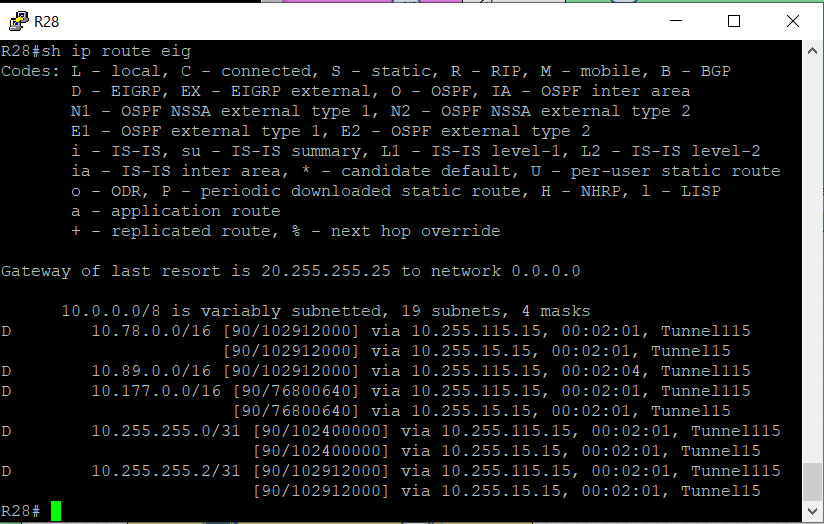 R28
R28#sh ip route eig
Codes: L - local, C - connected, S - static, R - RIP, M - mobile, B - BGP
       D - EIGRP, EX - EIGRP external, O - OSPF, IA - OSPF inter area
       N1 - OSPF NSSA external type 1, N2 - OSPF NSSA external type 2
       E1 - OSPF external type 1, E2 - OSPF external type 2
       i - IS-IS, su - IS-IS summary, L1 - IS-IS level-1, L2 - IS-IS level-2
       ia - IS-IS inter area, * - candidate default, U - per-user static route
       o - ODR, P - periodic downloaded static route, H - NHRP, l - LISP
       a - application route
       + - replicated route, % - next hop override
Gateway of last resort is 20.255.255.25 to network 0.0.0.0
      10.0.0.0/8 is variably subnetted, 19 subnets, 4 masks
D        10.78.0.0/16 [90/102912000] via 10.255.115.15, 00:02:01, Tunnel115
                      [90/102912000] via 10.255.15.15, 00:02:01, Tunnel15
D        10.89.0.0/16 [90/102912000] via 10.255.115.15, 00:02:04, Tunnel115
D        10.177.0.0/16 [90/76800640] via 10.255.115.15, 00:02:01, Tunnel115
                       [90/76800640] via 10.255.15.15, 00:02:01, Tunnel15
D        10.255.255.0/31 [90/102400000] via 10.255.115.15, 00:02:01, Tunnel115
                         [90/102400000] via 10.255.15.15, 00:02:01, Tunnel15
D        10.255.255.2/31 [90/102912000] via 10.255.115.15, 00:02:01, Tunnel115
                         [90/102912000] via 10.255.15.15, 00:02:01, Tunnel15
R28#